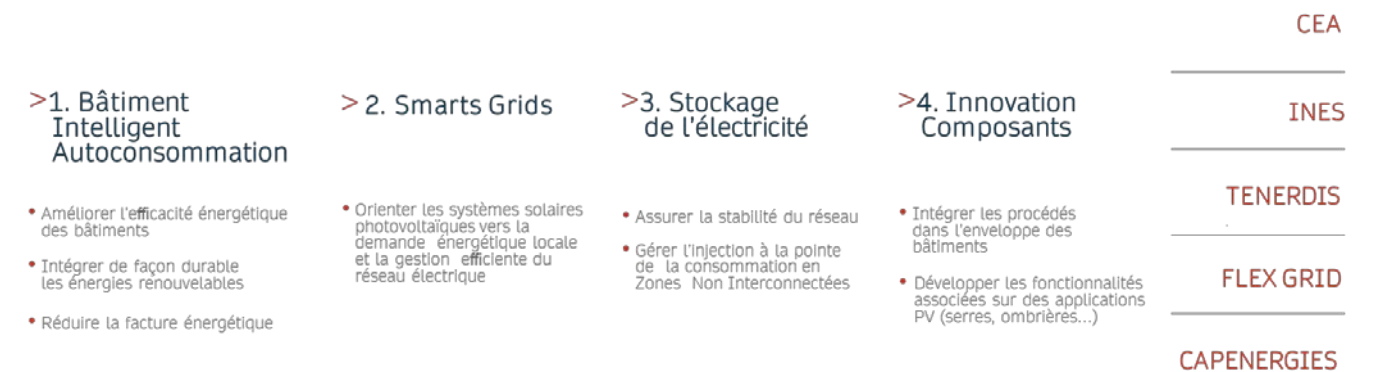 >1. Bâtiment
Intelligent
Autoconsommation
• Améliorer l'efficacité énergétique
des bâtiments
• Intégrer de façon durable
les énergies renouvelables
• Réduire la facture énergétique
> 2. Smarts Grids
• Orienter les systèmes solaires
photovoltaïques vers la
demande énergétique locale
et la gestion efficiente du
réseau électrique
>3. Stockage
de l'électricité
• Assurer la stabilité du réseau
• Gérer l'injection à la pointe
de la consommation en
Zones Non Interconnectées
>4. Innovation
Composants
• Intégrer les procédés
dans l'enveloppe des
bâtiments
• Développer les fonctionnalités
associées sur des applications
PV (serres, ombrières...)
CEA
INES
TENERDIS
FLEX GRID
CAPENERGIES